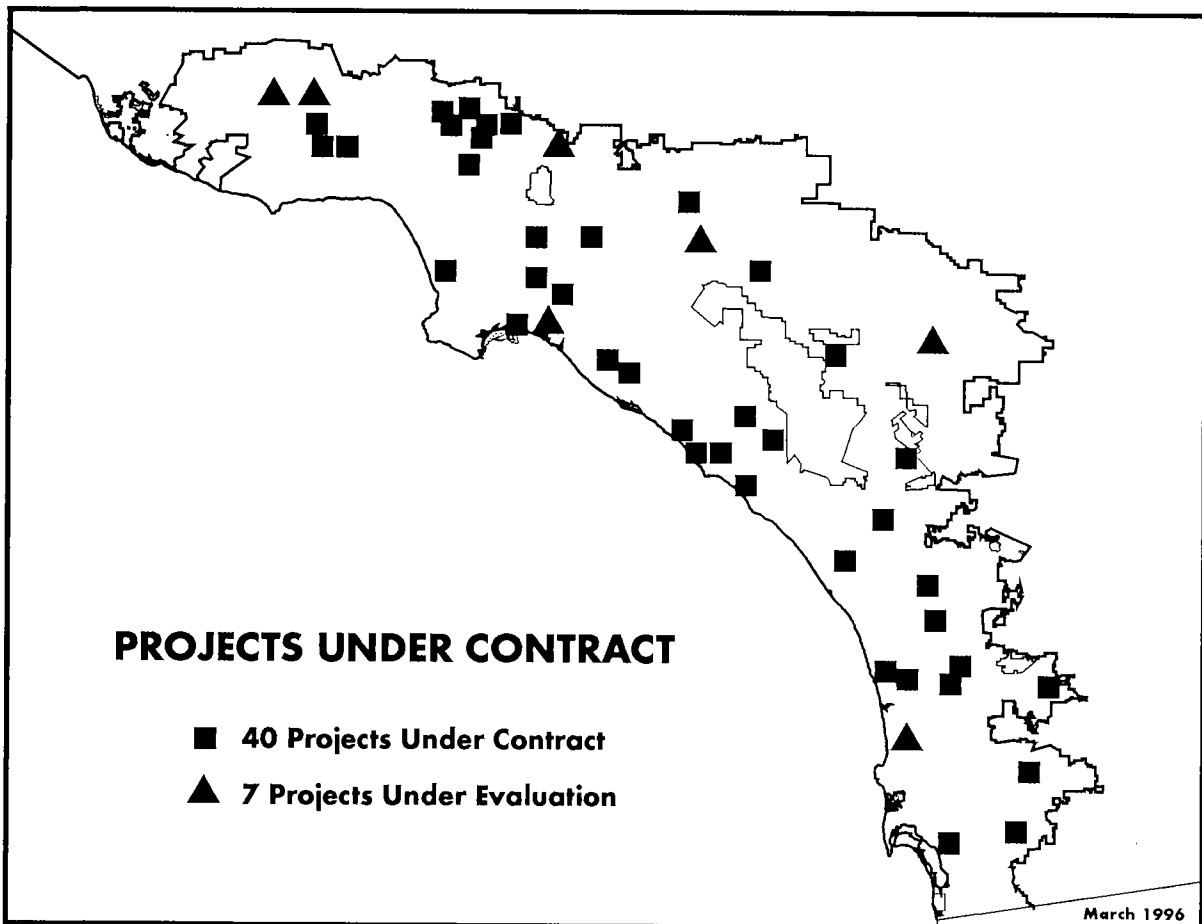 PROJECTS UNDER CONTRACT
40 Projects Under Contract
7 Projects Under Evaluation
March 1996